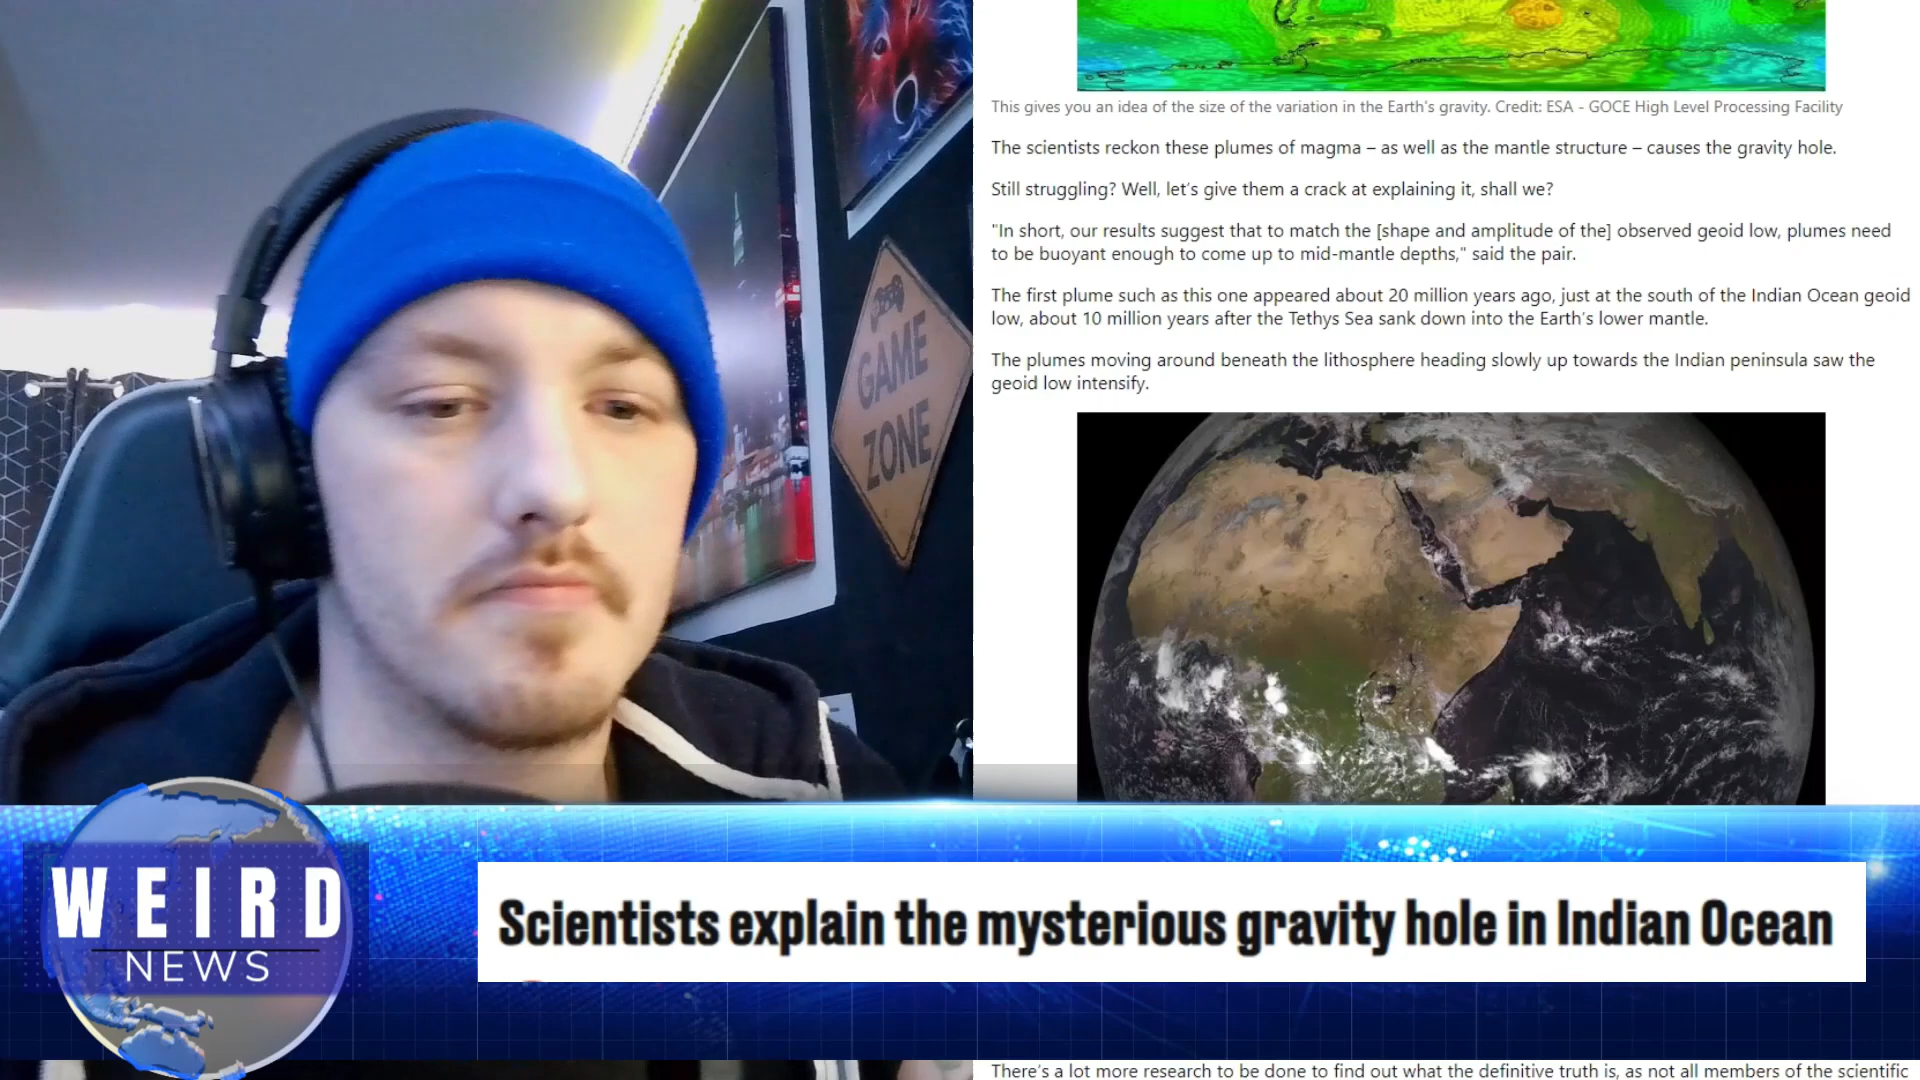 GAME
ZONE
This gives you an idea of the size of the variation in the Earth's gravity. Credit: ESA - GOCE High Level Processing Facility
The scientists reckon these plumes of magma – as well as the mantle structure – causes the gravity hole.
Still struggling? Well, let's give them a crack at explaining it, shall we?
"In short, our results suggest that to match the [shape and amplitude of the] observed geoid low, plumes need
to be buoyant enough to come up to mid-mantle depths," said the pair.
The first plume such as this one appeared about 20 million years ago, just at the south of the Indian Ocean geoid
low, about 10 million years after the Tethys Sea sank down into the Earth's lower mantle.
The plumes moving around beneath the lithosphere heading slowly up towards the Indian peninsula saw the
geoid low intensify.
WEIRD
NEWS
Scientists explain the mysterious gravity hole in Indian Ocean
There's a lot more research to be done to find out what the definitive truth is, as not all members of the scientific